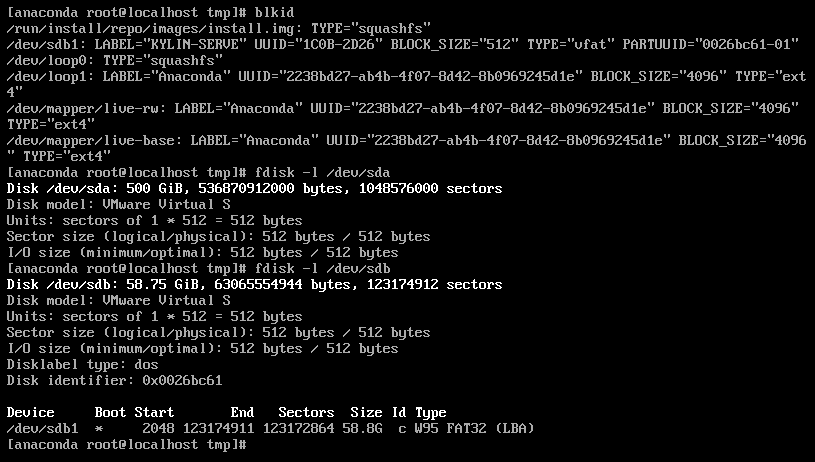 [anaconda root@localhost tmp]# blkid
/run/install/repo/images/install.img: TYPE="squashfs"
/dev/sdb1: LABEL="KYLIN-SERVE" UUID="1C0B-2D26" BLOCK_SIZE="512" TYPE="vfat" PARTUUID="0026bc61-01"
/dev/loop0: TYPE="squashfs"
/dev/loop1: LABEL="Anaconda" UUID="2238bd27-ab4b-4f07-8d42-8b0969245d1e" BLOCK_SIZE="4096" TYPE="ext
4"
/dev/mapper/live-rw: LABEL="Anaconda" UUID="2238bd27-ab4b-4f07-8d42-8b0969245d1e" BLOCK_SIZE="4096"
TYPE="ext4"
/dev/mapper/live-base: LABEL="Anaconda" UUID="2238bd27-ab4b-4f07-8d42-8b0969245d1e" BLOCK_SIZE="4096
" TYPE="ext4"
[anaconda root@localhost tmp]# fdisk -l /dev/sda
Disk /dev/sda: 500 GiB, 536870912000 bytes, 1048576000 sectors
Disk model: VMware Virtual S
Units: sectors of 1 * 512 = 512 bytes
Sector size (logical/physical): 512 bytes / 512 bytes
I/O size (minimum/optimal): 512 bytes / 512 bytes
[anaconda root@localhost tmp]# fdisk -l /dev/sdb
Disk /dev/sdb: 58.75 GiB, 63065554944 bytes, 123174912 sectors
Disk model: VMware Virtual S
Units: sectors of 1 * 512 = 512 bytes
Sector size (logical/physical): 512 bytes / 512 bytes
I/O size (minimum/optimal): 512 bytes / 512 bytes
Disklabel type: dos
Disk identifier: 0x0026bc61
Device Boot Start End Sectors Size Id Type
/dev/sdb1 * 2048 123174911 123172864 58.8G c W95 FAT32 (LBA)
[anaconda root@localhost tmp]#